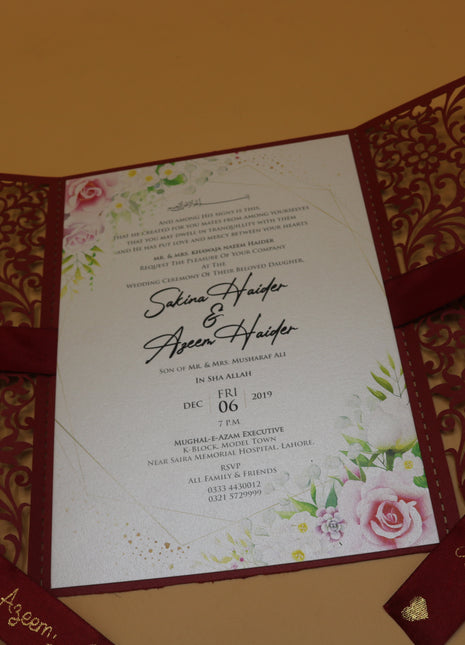 And among His signs is this,
that He created for you mates from among yourselves
that you may dwell in tranquillity with them
and He has put love and mercy between your hearts
Mr. & Mrs. Khawaja Naeem Haider
Request The Pleasure Of Your Company
At The
Wedding Ceremony Of Their Beloved Daughter,
Sakina Haider
&
Azeem Haider
Son of Mr. & Mrs. Musharaf Ali
In Sha Allah
DEC FRI 06 2019
7 P.M
Mughal-e-Azam Executive
K-Block, Model Town
Near Saira Memorial Hospital, Lahore.
RSVP
All Family & Friends
0333 4430012
0321 5729999
Azeem